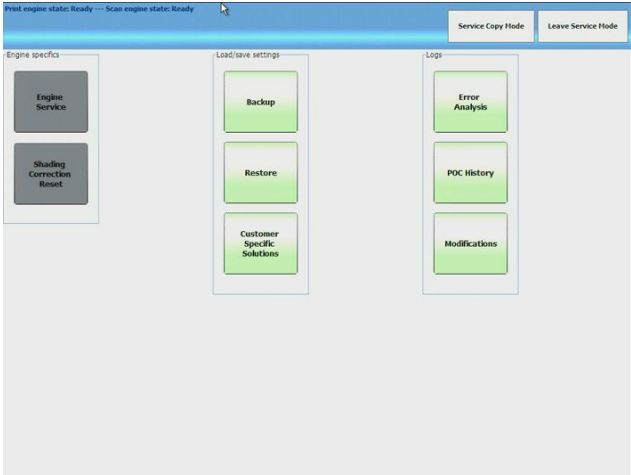 Print engine state: Ready --- Scan engine state: Ready
Service Copy Mode
Leave Service Mode
Engine specifics
Engine
Service
Shading
Correction
Reset
Load/save settings
Backup
Restore
Customer
Specific
Solutions
Logs
Error
Analysis
POC History
Modifications